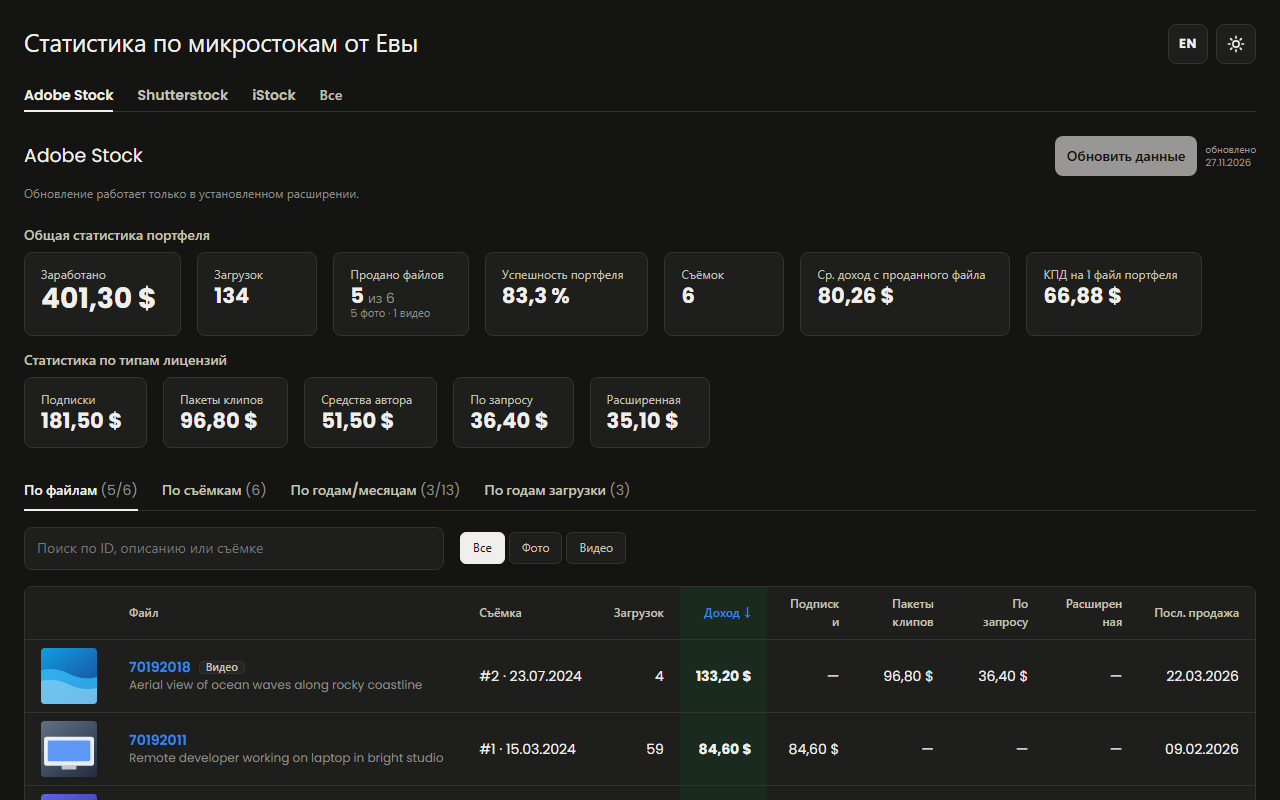 Статистика по микростокам от Евы
EN
Adobe Stock Shutterstock iStock Все
Adobe Stock
Обновить данные
обновлено
27.11.2026
Обновление работает только в установленном расширении.
Общая статистика портфеля
Заработано
401,30 $
Загрузок
134
Продано файлов
5 из 6
5 фото · 1 видео
Успешность портфеля
83,3 %
Съёмок
6
Ср. доход с проданного файла
80,26 $
КПД на 1 файл портфеля
66,88 $
Статистика по типам лицензий
Подписки
181,50 $
Пакеты клипов
96,80 $
Средства автора
51,50 $
По запросу
36,40 $
Расширенная
35,10 $
По файлам (5/6) По съёмкам (6) По годам/месяцам (3/13) По годам загрузки (3)
Поиск по ID, описанию или съёмке
Все Фото Видео
Файл Съёмка Загрузок Доход ↓ Подписк
и Пакеты
клипов По
запросу Расширен
ная Посл. продажа
70192018 Видео
Aerial view of ocean waves along rocky coastline
#2 · 23.07.2024 4 133,20 $ — 96,80 $ 36,40 $ — 22.03.2026
70192011
Remote developer working on laptop in bright studio
#1 · 15.03.2024 59 84,60 $ 84,60 $ — — — 09.02.2026